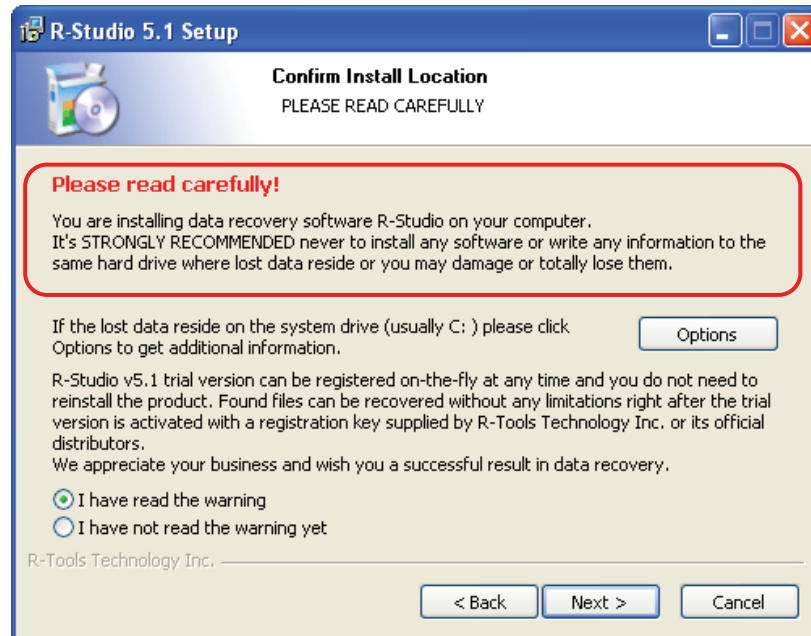 R-Studio 5.1 Setup
Confirm Install Location
PLEASE READ CAREFULLY
Please read carefully!
You are installing data recovery software R-Studio on your computer.
It's STRONGLY RECOMMENDED never to install any software or write any information to the
same hard drive where lost data reside or you may damage or totally lose them.
If the lost data reside on the system drive (usually C: ) please click
Options to get additional information.
Options
R-Studio v5.1 trial version can be registered on-the-fly at any time and you do not need to
reinstall the product. Found files can be recovered without any limitations right after the trial
version is activated with a registration key supplied by R-Tools Technology Inc. or its official
distributors.
We appreciate your business and wish you a successful result in data recovery.
I have read the warning
I have not read the warning yet
R-Tools Technology Inc.
< Back
Next >
Cancel